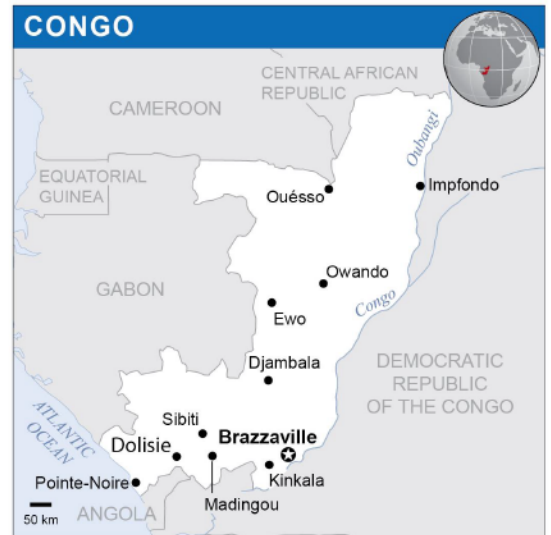 CONGO
CENTRAL AFRICAN
REPUBLIC
CAMEROON
Oubangi
EQUATORIAL
GUINEA
Ouésso
Impfondo
Owando
GABON
Congo
Ewo
Djambala
DEMOCRATIC
REPUBLIC
OF THE CONGO
ATLANTIC
OCEAN
Sibiti
Brazzaville
Dolisie
Kinkala
Pointe-Noire
Madingou
ANGOLA
50 km